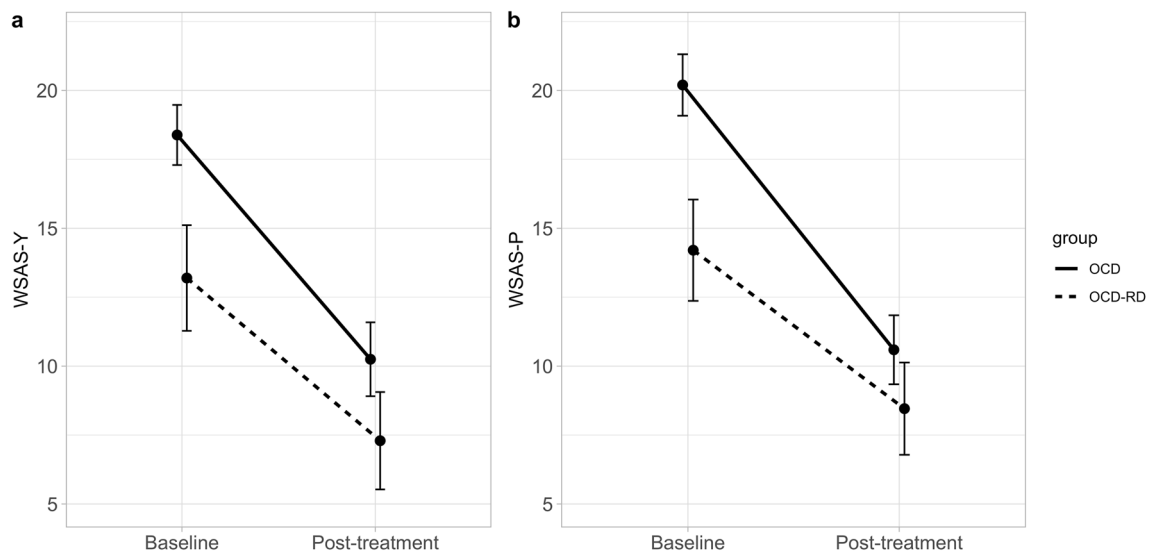 a
WSAS-Y
20
15
10
5
Baseline Post-treatment
b
WSAS-P
20
15
10
5
Baseline Post-treatment
group
OCD
OCD-RD